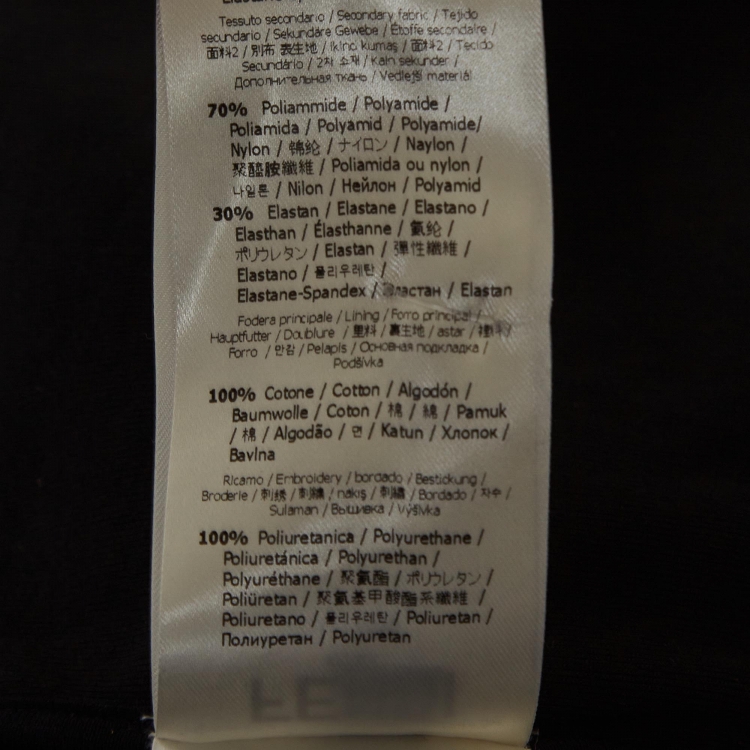 Tessuto secondario / Secondary fabric / Tejido
secundario / Sekundäre Gewebe / Étoffe secondaire /
面料2 / 別布 表生地 / ikinci kumaş / 面料2 / Tecido
Secundário / 2차 소재 / Kain sekunder /
Дополнительная ткань / Vedlejší materiál
70% Poliammide / Polyamide /
Poliamida / Polyamid / Polyamide/
Nylon / 锦纶 / ナイロン / Naylon /
聚醯胺纖維 / Poliamida ou nylon /
나일론 / Nilon / Нейлон / Polyamid
30% Elastan / Elastane / Elastano /
Elasthan / Élasthanne / 氨纶 /
ポリウレタン / Elastan / 彈性纖維 /
Elastano / 폴리우레탄 /
Elastane-Spandex / Эластан / Elastan
Fodera principale / Lining / Forro principal /
Hauptfutter / Doublure / 里料 / 裏生地 / astar /
Forro / 안감 / Pelapis / Основная подкладка /
Podšívka
100% Cotone / Cotton / Algodón /
Baumwolle / Coton / 棉 / 綿 / Pamuk
/ 棉 / Algodão / 면 / Katun / Хлопок /
Bavlna
Ricamo / Embroidery / bordado / Bestickung /
Broderie / 刺绣 / 刺繍 / nakış / 刺繡 / Bordado / 자수 /
Sulaman / Вышивка / Výšivka
100% Poliuretanica / Polyurethane /
Poliuretánica / Polyurethan /
Polyuréthane / 聚氨酯 / ポリウレタン /
Poliüretan / 聚氨基甲酸酯系纖維 /
Poliuretano / 폴리우레탄 / Poliuretan /
Полиуретан / Polyuretan